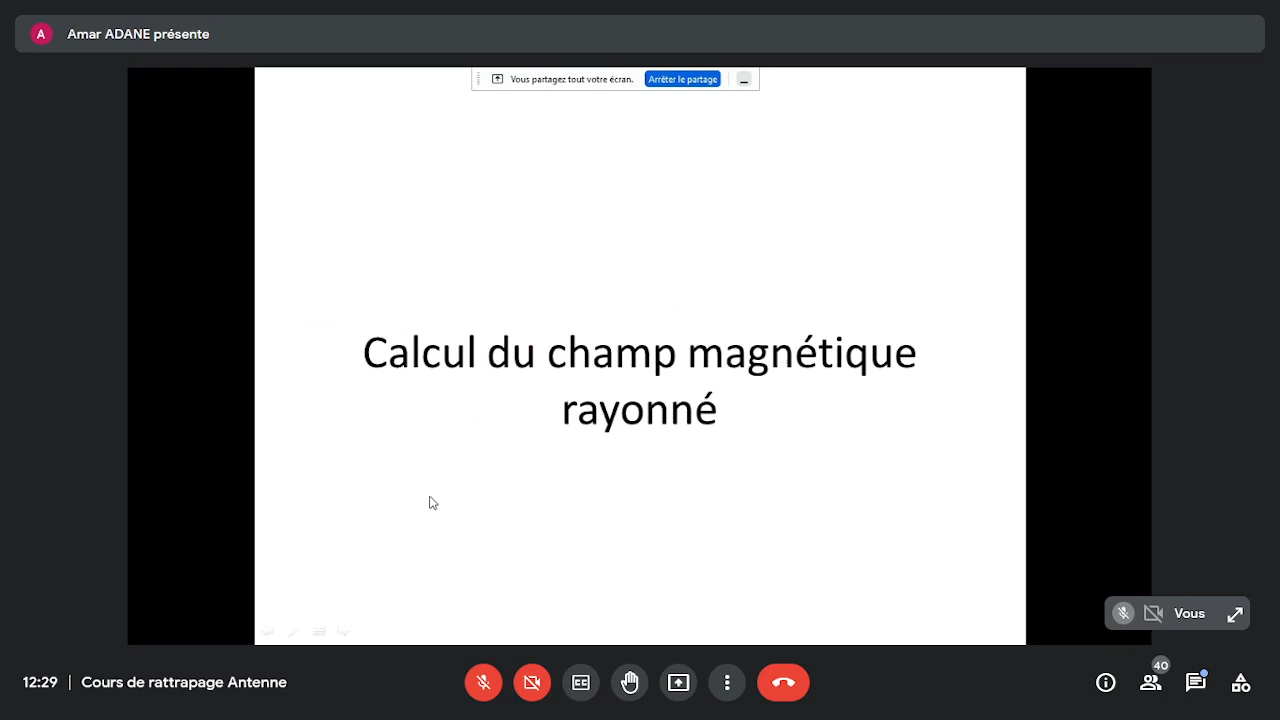 A Amar ADANE présente
Vous partagez tout votre écran. Arrêter le partage
Calcul du champ magnétique
rayonné
Vous
40
12:29 | Cours de rattrapage Antenne